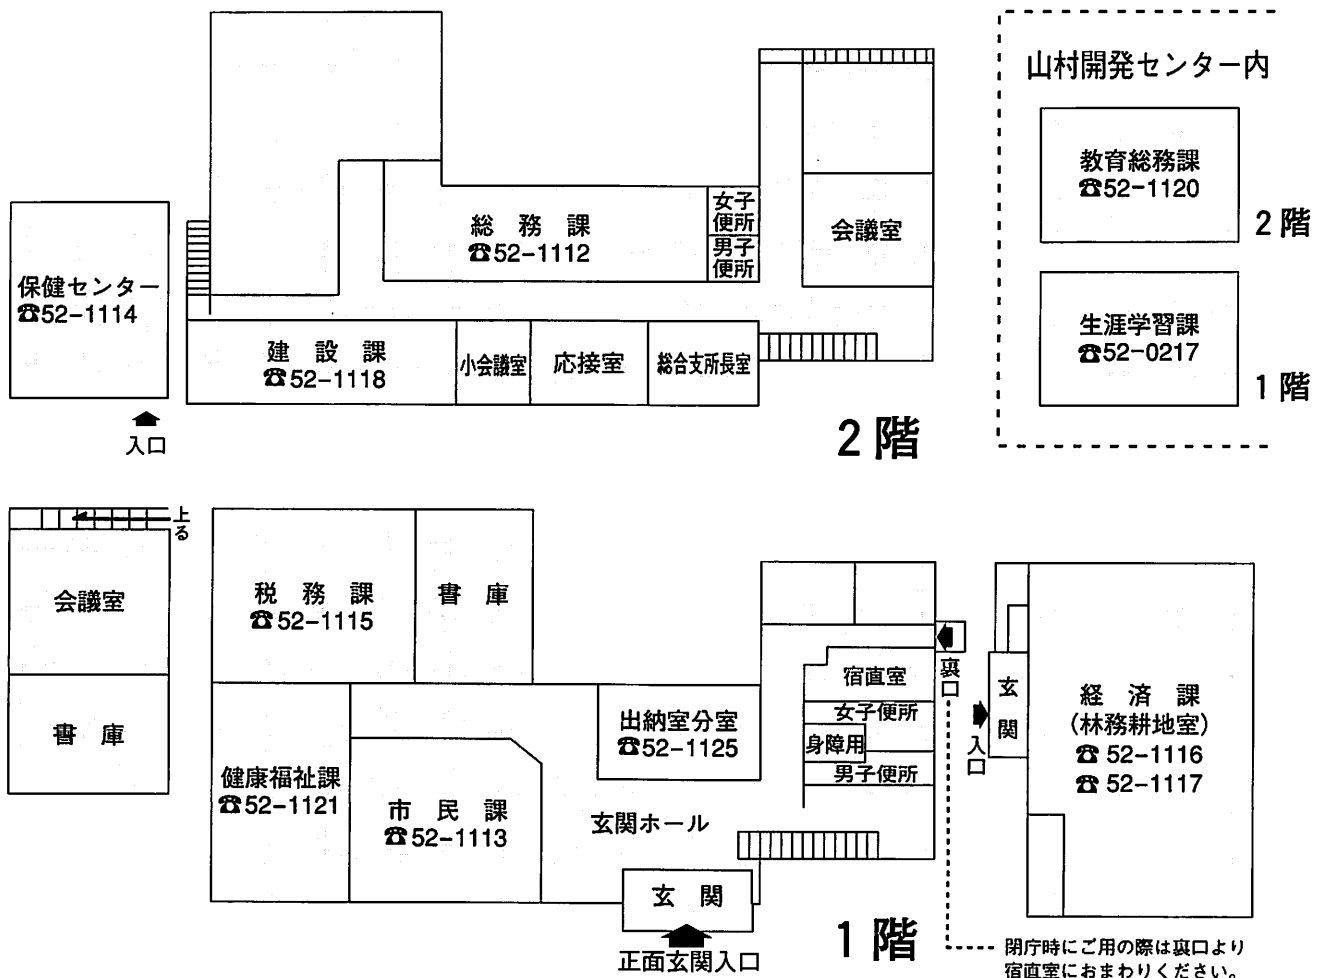 山村開発センター内
教育総務課
☎52-1120
2階
生涯学習課
☎52-0217
1階
保健センター
☎52-1114
入口
総務課
☎52-1112
女子
便所
男子
便所
会議室
建設課
☎52-1118
小会議室
応接室
総合支所長室
2階
上る
会議室
書庫
税務課
☎52-1115
書庫
健康福祉課
☎52-1121
市民課
☎52-1113
出納室分室
☎52-1125
玄関ホール
玄関
正面玄関入口
宿直室
女子便所
身障用
男子便所
裏口
1階
入口
玄関
経済課
(林務耕地室)
☎52-1116
☎52-1117
閉庁時にご用の際は裏口より
宿直室におまわりください。